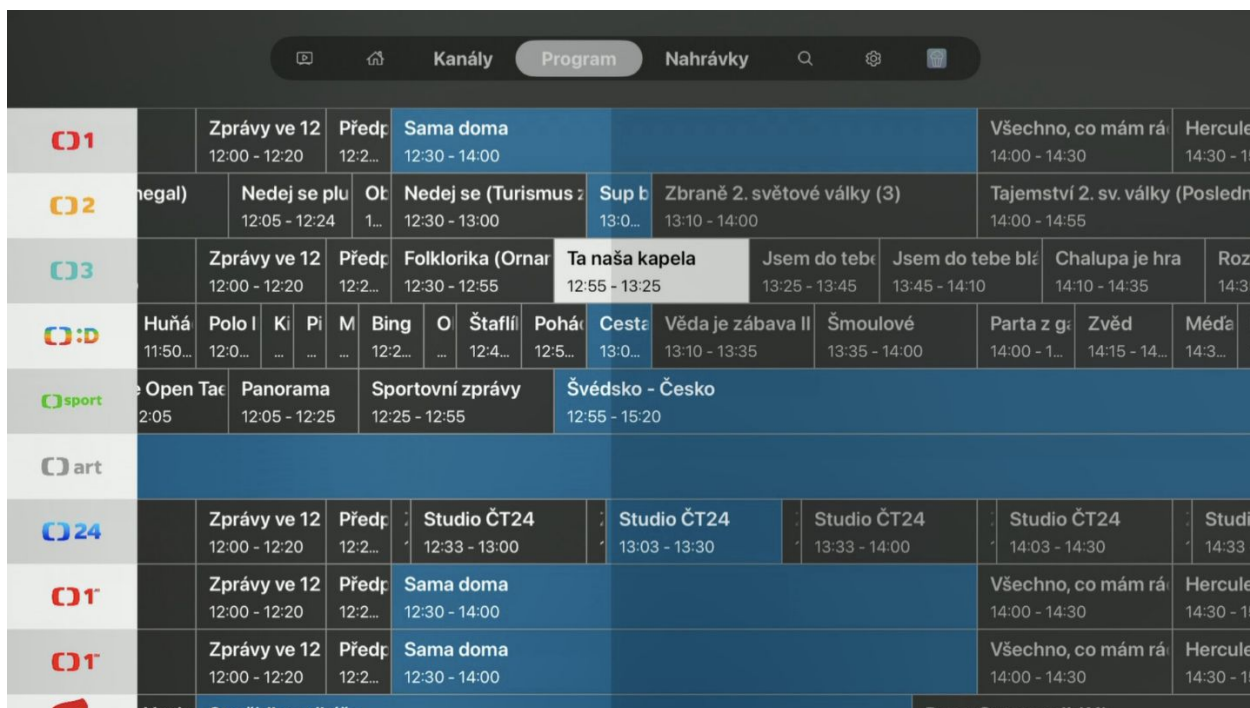 Kanály Program Nahrávky
1 Zprávy ve 12 Předp Sama doma Všechno, co mám rá Hercule
12:00 - 12:20 12:2... 12:30 - 14:00 14:00 - 14:30 14:30 - 1
2 negal) Nedej se plu Ob Nedej se (Turismus z Sup b Zbraně 2. světové války (3) Tajemství 2. sv. války (Posledn
12:05 - 12:24 1... 12:30 - 13:00 13:0... 13:10 - 14:00 14:00 - 14:55
3 Zprávy ve 12 Předp Folklorika (Ornar Ta naša kapela Jsem do tebe Jsem do tebe blá Chalupa je hra Roz
12:00 - 12:20 12:2... 12:30 - 12:55 12:55 - 13:25 13:25 - 13:45 13:45 - 14:10 14:10 - 14:35 14:3
:D Huňá Polo l Ki Pi M Bing O Štaflíl Pohá Cesta Věda je zábava II Šmoulové Parta z ga Zvěd Méďa
11:50... 12:0... ... ... ... 12:2... ... 12:4... 12:5... 13:0... 13:10 - 13:35 13:35 - 14:00 14:00 - 1... 14:15 - 14... 14:3...
sport Open Tae Panorama Sportovní zprávy Švédsko - Česko
2:05 12:05 - 12:25 12:25 - 12:55 12:55 - 15:20
art
24 Zprávy ve 12 Předp Studio ČT24 Studio ČT24 Studio ČT24 Studio ČT24 Studi
12:00 - 12:20 12:2... 12:33 - 13:00 13:03 - 13:30 13:33 - 14:00 14:03 - 14:30 14:33
1 Zprávy ve 12 Předp Sama doma Všechno, co mám rá Hercule
12:00 - 12:20 12:2... 12:30 - 14:00 14:00 - 14:30 14:30 - 1
1 Zprávy ve 12 Předp Sama doma Všechno, co mám rá Hercule
12:00 - 12:20 12:2... 12:30 - 14:00 14:00 - 14:30 14:30 - 1